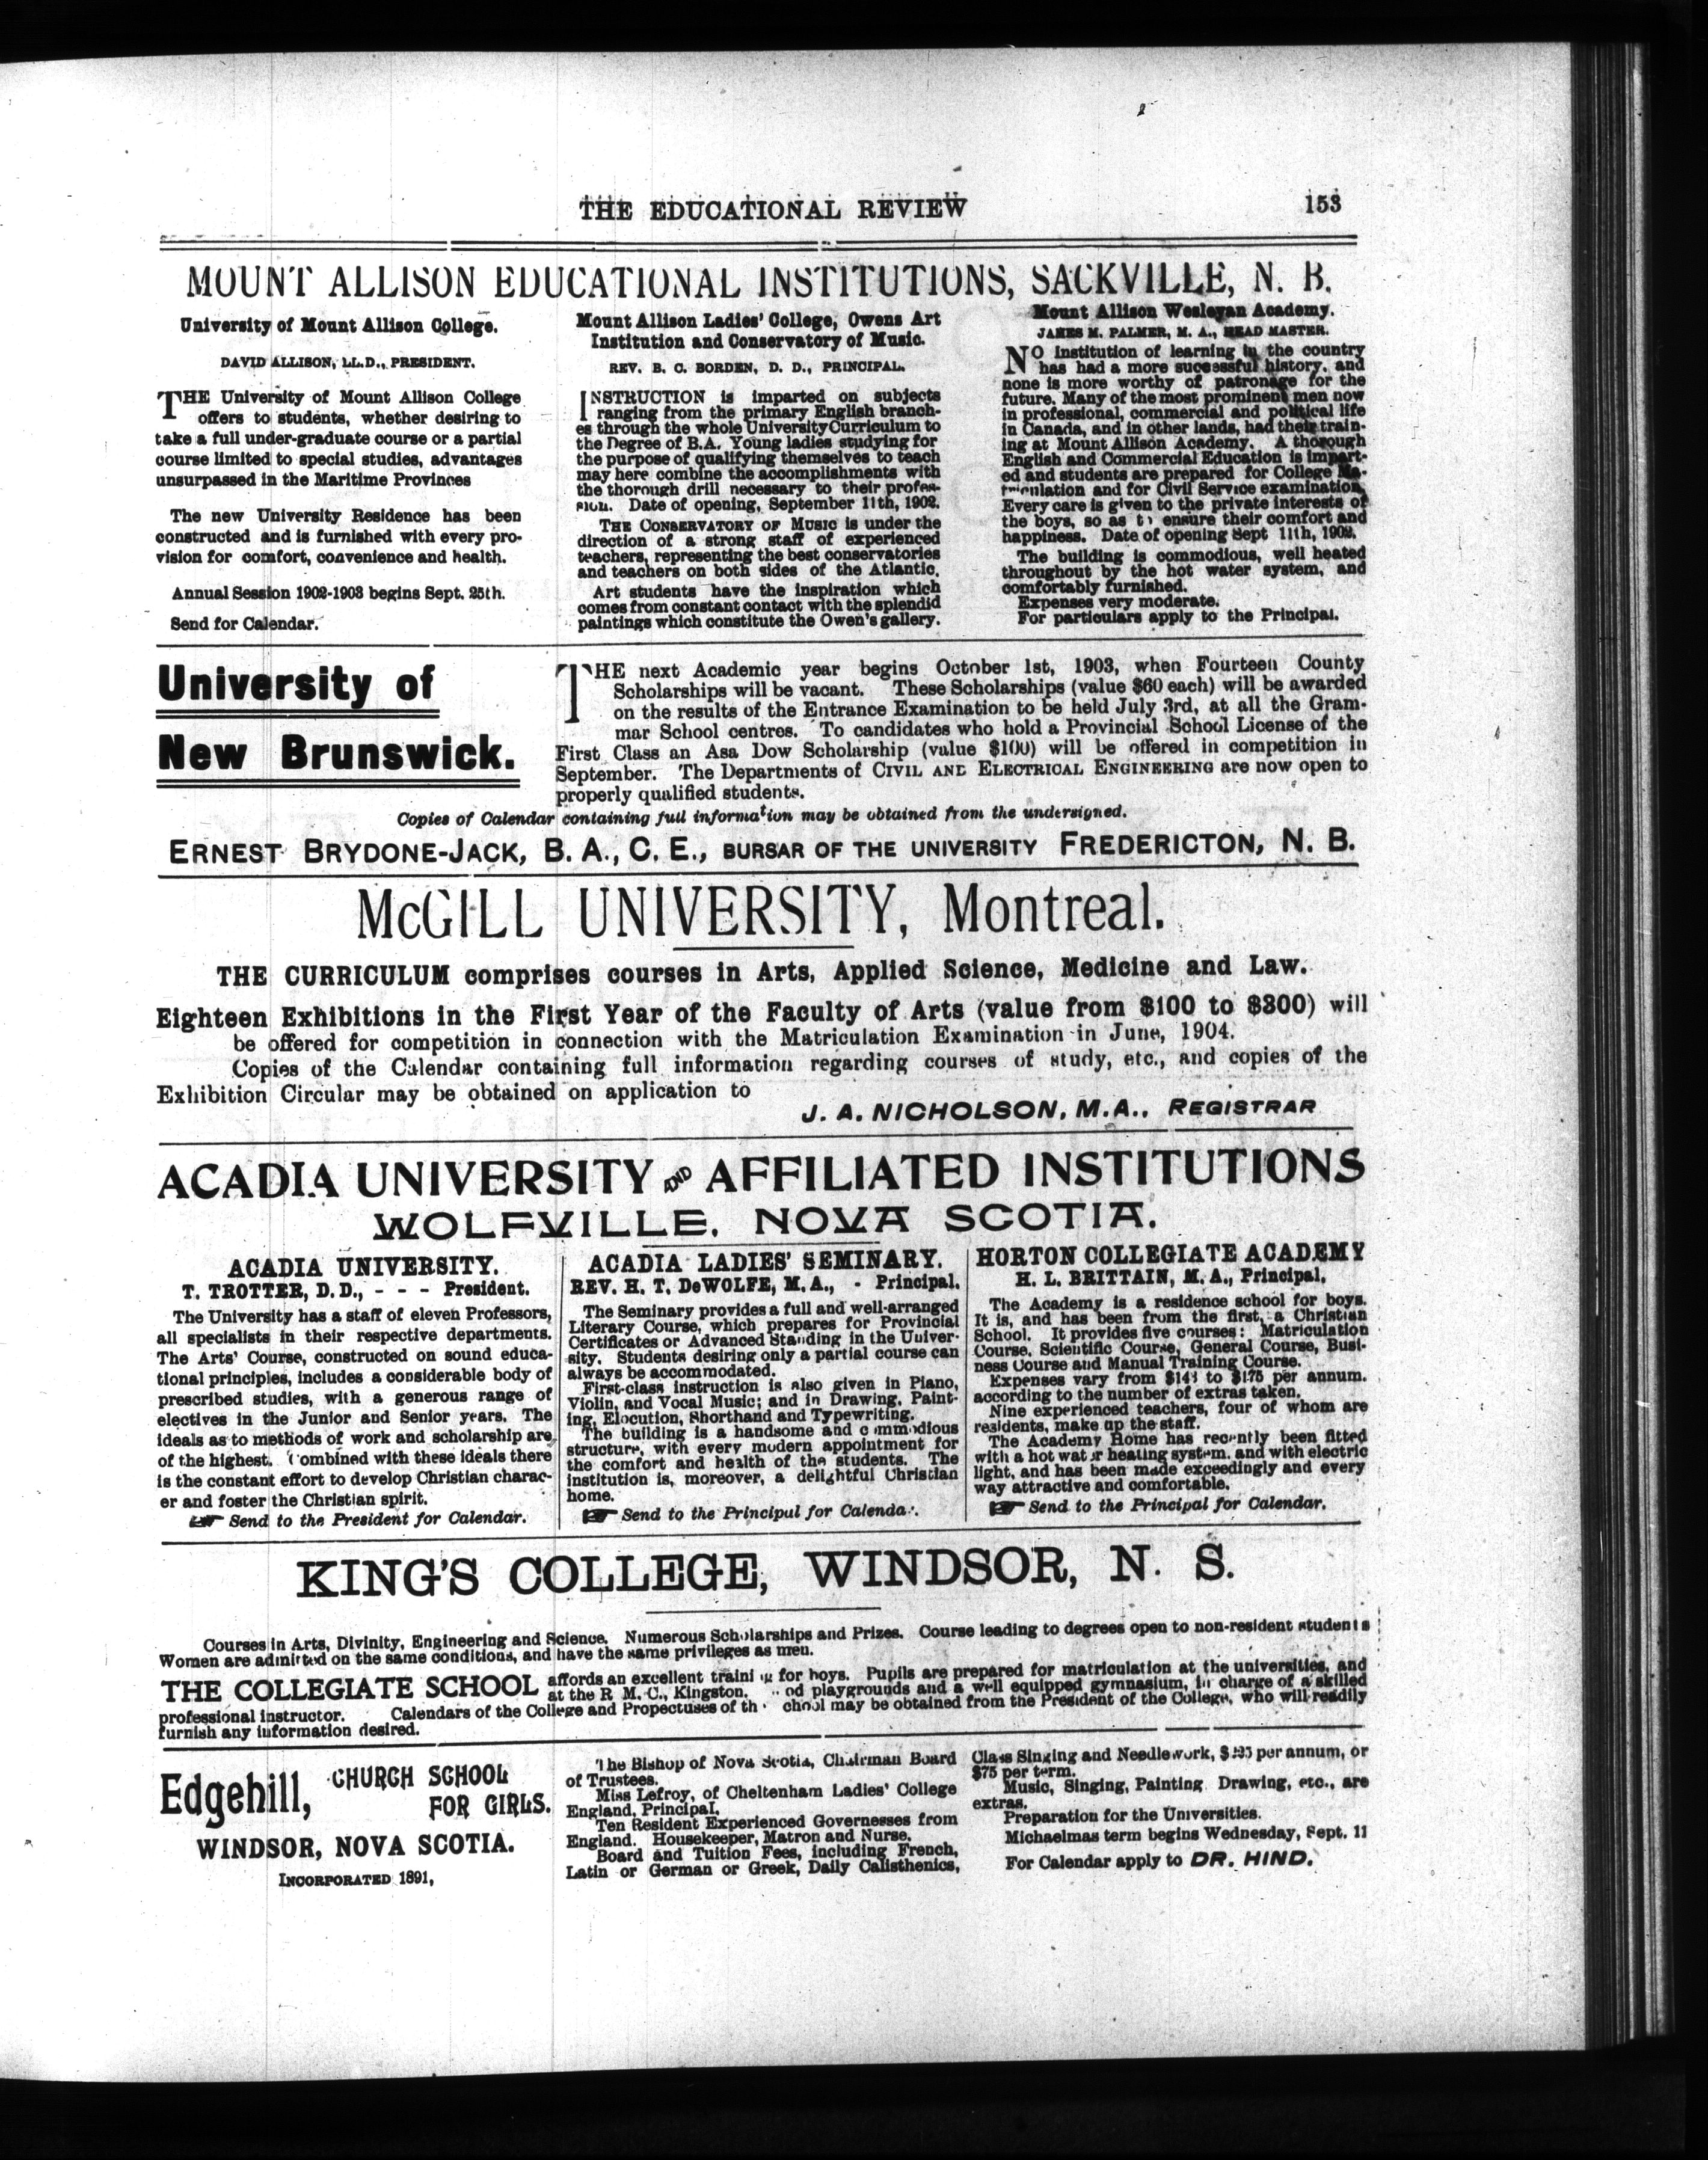 THE EDUCATIONAL REVIEW
153
MOUNT ALLISON EDUCATIONAL INSTITUTIONS, SACKVILLE, N. B.
University of Mount Allison College.
DAVID ALLISON, LL.D., PRESIDENT.
THE University of Mount Allison College
offers to students, whether desiring to
take a full under-graduate course or a partial
course limited to special studies, advantages
unsurpassed in the Maritime Provinces
The new University Residence has been
constructed and is furnished with every pro-
vision for comfort, convenience and health.
Annual Session 1902-1903 begins Sept. 25th.
Send for Calendar.
Mount Allison Ladies' College, Owens Art
Institution and Conservatory of Music.
REV. B. C. BORDEN, D. D., PRINCIPAL.
INSTRUCTION is imparted on subjects
ranging from the primary English branch-
es through the whole University Curriculum to
the Degree of B.A. Young ladies studying for
the purpose of qualifying themselves to teach
may here combine the accomplishments with
the thorough drill necessary to their profes-
sion. Date of opening, September 11th, 1902.
THE CONSERVATORY OF MUSIC is under the
direction of a strong staff of experienced
teachers, representing the best conservatories
and teachers on both sides of the Atlantic.
Art students have the inspiration which
comes from constant contact with the splendid
paintings which constitute the Owen's gallery.
Mount Allison Wesleyan Academy.
JAMES M. PALMER, M. A., HEAD MASTER.
NO institution of learning in the country
has had a more successful history, and
none is more worthy of patronage for the
future. Many of the most prominent men now
in professional, commercial and political life
in Canada, and in other lands, had their train-
ing at Mount Allison Academy. A thorough
English and Commercial Education is impart-
ed and students are prepared for College Ma-
triculation and for Civil Service examination.
Every care is given to the private interests of
the boys, so as to ensure their comfort and
happiness. Date of opening Sept 11th, 1902.
The building is commodious, well heated
throughout by the hot water system, and
comfortably furnished.
Expenses very moderate.
For particulars apply to the Principal.
University of
New Brunswick.
THE next Academic year begins October 1st, 1903, when Fourteen County
Scholarships will be vacant. These Scholarships (value $60 each) will be awarded
on the results of the Entrance Examination to be held July 3rd, at all the Gram-
mar School centres. To candidates who hold a Provincial School License of the
First Class an Asa Dow Scholarship (value $100) will be offered in competition in
September. The Departments of CIVIL AND ELECTRICAL ENGINEERING are now open to
properly qualified students.
Copies of Calendar containing full information may be obtained from the undersigned.
ERNEST BRYDONE-JACK, B. A., C. E., BURSAR OF THE UNIVERSITY FREDERICTON, N. B.
McGILL UNIVERSITY, Montreal.
THE CURRICULUM comprises courses in Arts, Applied Science, Medicine and Law.
Eighteen Exhibitions in the First Year of the Faculty of Arts (value from $100 to $300) will
be offered for competition in connection with the Matriculation Examination in June, 1904.
Copies of the Calendar containing full information regarding courses of study, etc., and copies of the
Exhibition Circular may be obtained on application to
J. A. NICHOLSON, M.A., REGISTRAR
ACADIA UNIVERSITY AND AFFILIATED INSTITUTIONS
WOLFVILLE, NOVA SCOTIA.
ACADIA UNIVERSITY.
T. TROTTER, D.D., - - - President.
The University has a staff of eleven Professors,
all specialists in their respective departments.
The Arts' Course, constructed on sound educa-
tional principles, includes a considerable body of
prescribed studies, with a generous range of
electives in the Junior and Senior years. The
ideals as to methods of work and scholarship are
of the highest. Combined with these ideals there
is the constant effort to develop Christian charac-
er and foster the Christian spirit.
Send to the President for Calendar.
ACADIA LADIES' SEMINARY.
REV. H. T. DeWOLFE, M.A., - Principal.
The Seminary provides a full and well-arranged
Literary Course, which prepares for Provincial
Certificates or Advanced Standing in the Univer-
sity. Students desiring only a partial course can
always be accommodated.
First-class instruction is also given in Piano,
Violin, and Vocal Music; and in Drawing, Paint-
ing, Elocution, Shorthand and Typewriting.
The building is a handsome and commodious
structure, with every modern appointment for
the comfort and health of the students. The
institution is, moreover, a delightful Christian
home.
Send to the Principal for Calendar.
HORTON COLLEGIATE ACADEMY
H. L. BRITTAIN, M. A., Principal.
The Academy is a residence school for boys.
It is, and has been from the first, a Christian
School. It provides five courses: Matriculation
Course, Scientific Course, General Course, Busi-
ness Course and Manual Training Course.
Expenses vary from to $175 per annum.
according to the number of extras taken.
Nine experienced teachers, four of whom are
residents, make up the staff.
The Academy Home has recently been fitted
with a hot water heating system, and with electric
light, and has been made exceedingly and every
way attractive and comfortable.
Send to the Principal for Calendar.
KING'S COLLEGE, WINDSOR, N. S.
Courses in Arts, Divinity, Engineering and Science. Numerous Scholarships and Prizes. Course leading to degrees open to non-resident students
Women are admitted on the same conditions, and have the same privileges as men.
THE COLLEGIATE SCHOOL affords an excellent training for boys. Pupils are prepared for matriculation at the universities, and
at the R M. C., Kingston. od playgrounds and a well equipped gymnasium, in charge of a skilled
professional instructor. Calendars of the College and Propectuses of the chool may be obtained from the President of the College, who will readily
furnish any information desired.
Edgehill, CHURCH SCHOOL
FOR GIRLS.
WINDSOR, NOVA SCOTIA.
INCORPORATED 1891,
The Bishop of Nova Scotia, Chairman Board
of Trustees.
Miss Lefroy, of Cheltenham Ladies' College
England, Principal.
Ten Resident Experienced Governesses from
England. Housekeeper, Matron and Nurse.
Board and Tuition Fees, including French,
Latin or German or Greek, Daily Calisthenics,
Class Singing and Needlework, $225 per annum, or
$75 per term.
Music, Singing, Painting Drawing, etc., are
extras.
Preparation for the Universities.
Michaelmas term begins Wednesday, Sept. 11
For Calendar apply to DR. HIND.